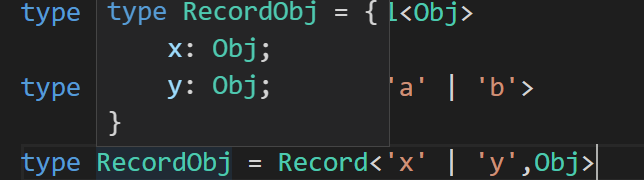 type
type RecordObj = {
<Obj>
x: Obj;
y: Obj;
}
type
'a' | 'b'>
type RecordObj = Record<'x' | 'y',Obj>